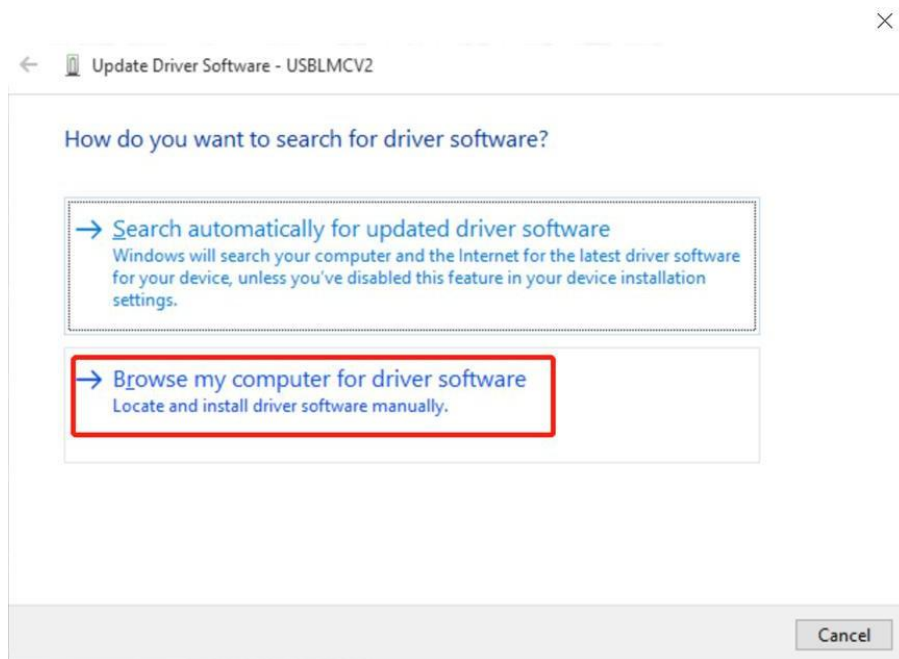 Update Driver Software - USBLMCV2
How do you want to search for driver software?
Search automatically for updated driver software
Windows will search your computer and the Internet for the latest driver software
for your device, unless you've disabled this feature in your device installation
settings.
Browse my computer for driver software
Locate and install driver software manually.
Cancel